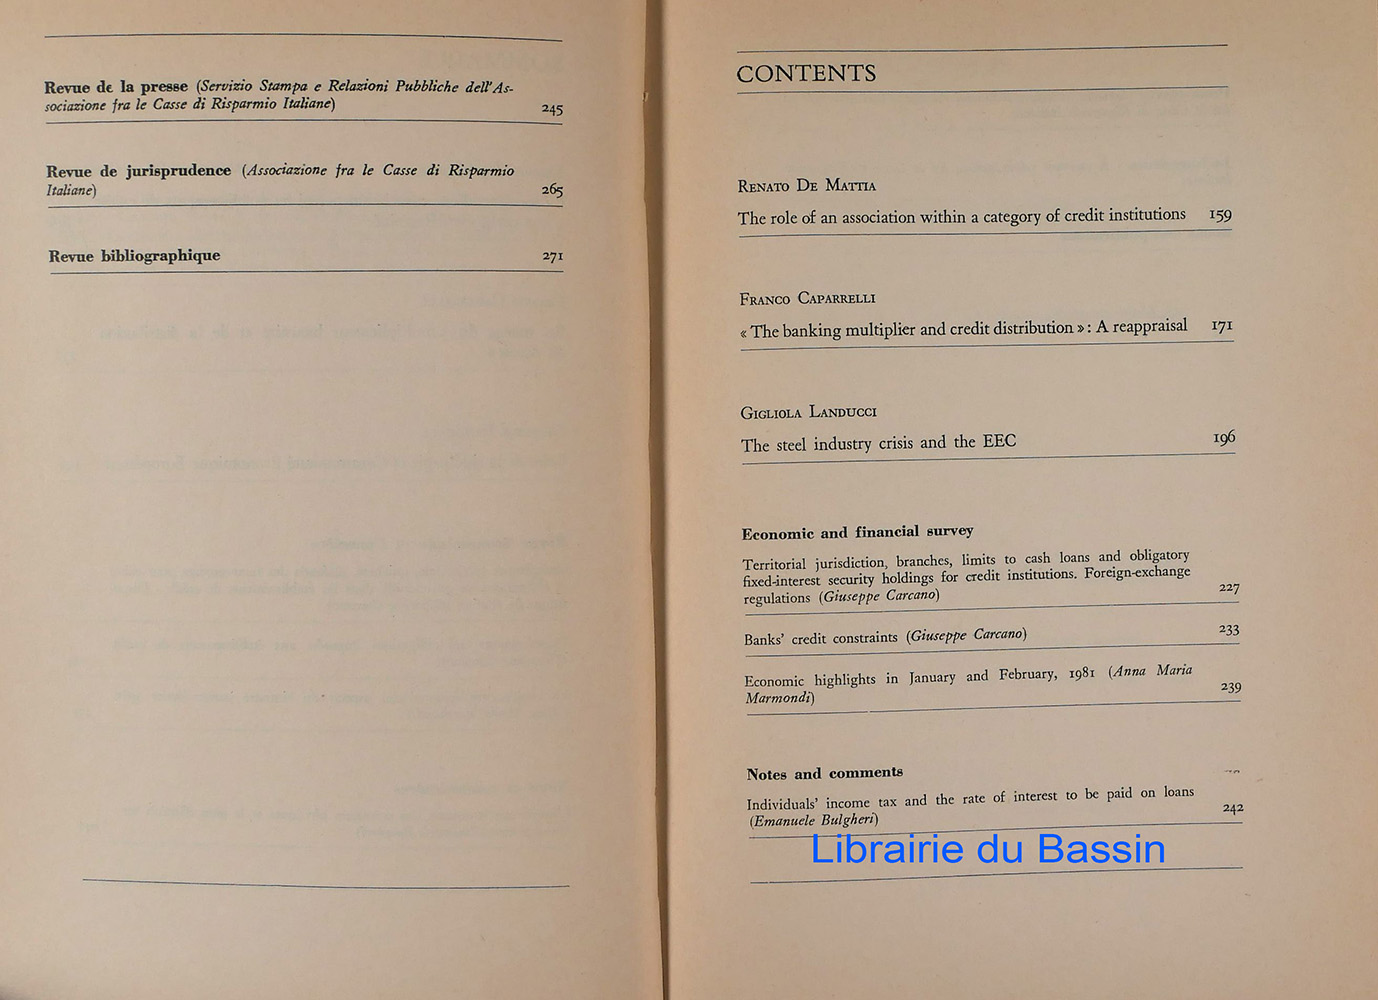 Revue de la presse (Servizio Stampa e Relazioni Pubbliche dell'As-
sociazione fra le Casse di Risparmio Italiane) 245
Revue de jurisprudence (Associazione fra le Casse di Risparmio
Italiane) 265
Revue bibliographique 271
CONTENTS
RENATO DE MATTIA
The role of an association within a category of credit institutions 159
FRANCO CAPARRELLI
« The banking multiplier and credit distribution » : A reappraisal 171
GIGLIOLA LANDUCCI
The steel industry crisis and the EEC 196
Economic and financial survey
Territorial jurisdiction, branches, limits to cash loans and obligatory
fixed-interest security holdings for credit institutions. Foreign-exchange
regulations (Giuseppe Carcano) 227
Banks' credit constraints (Giuseppe Carcano) 233
Economic highlights in January and February, 1981 (Anna Maria
Marmondi) 239
Notes and comments
Individuals' income tax and the rate of interest to be paid on loans
(Emanuele Bulgheri) 242
Librairie du Bassin